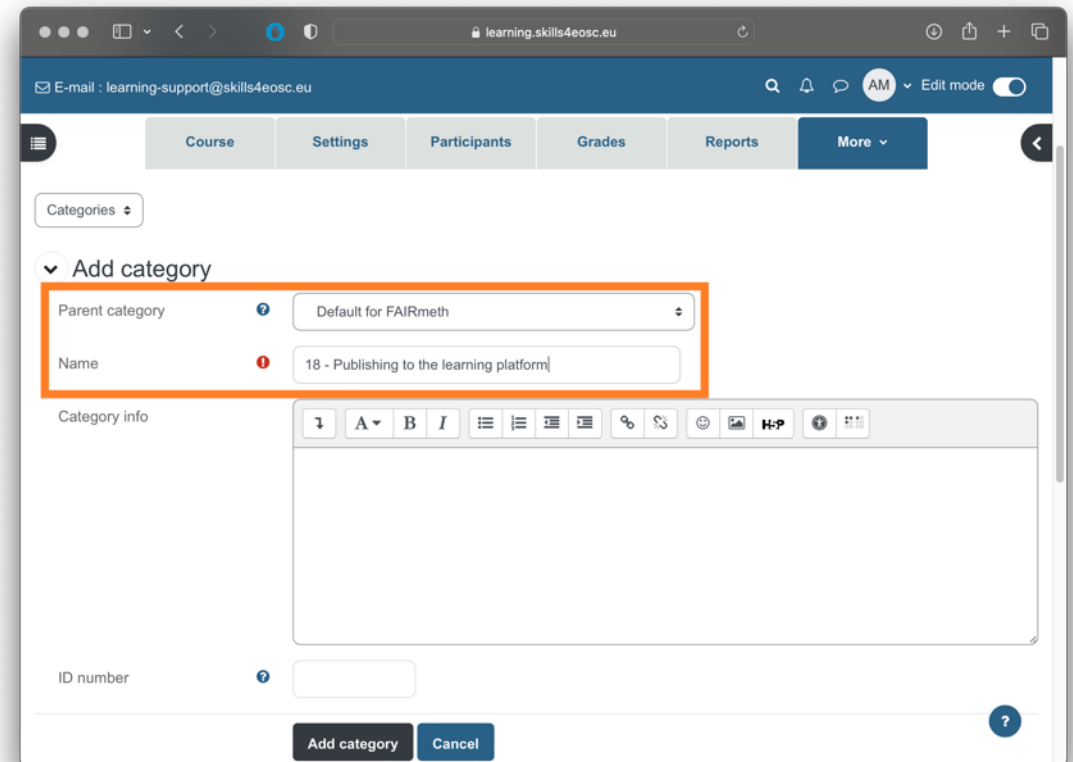 learning.skills4eosc.eu
E-mail : learning-support@skills4eosc.eu
AM
Edit mode
Course
Settings
Participants
Grades
Reports
More
Categories
Add category
Parent category
Default for FAIRmeth
Name
18 - Publishing to the learning platform
Category info
A
B
I
H5P
ID number
Add category
Cancel
?